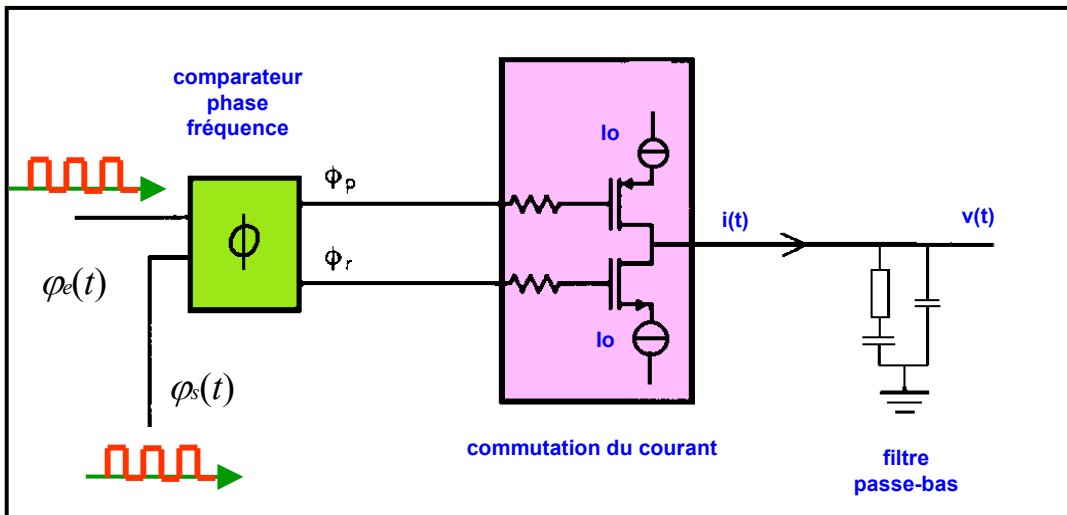 comparateur
phase
fréquence
Io
ϕp
i(t)
v(t)
ϕ
ϕr
φe(t)
Io
φs(t)
commutation du courant
filtre
passe-bas